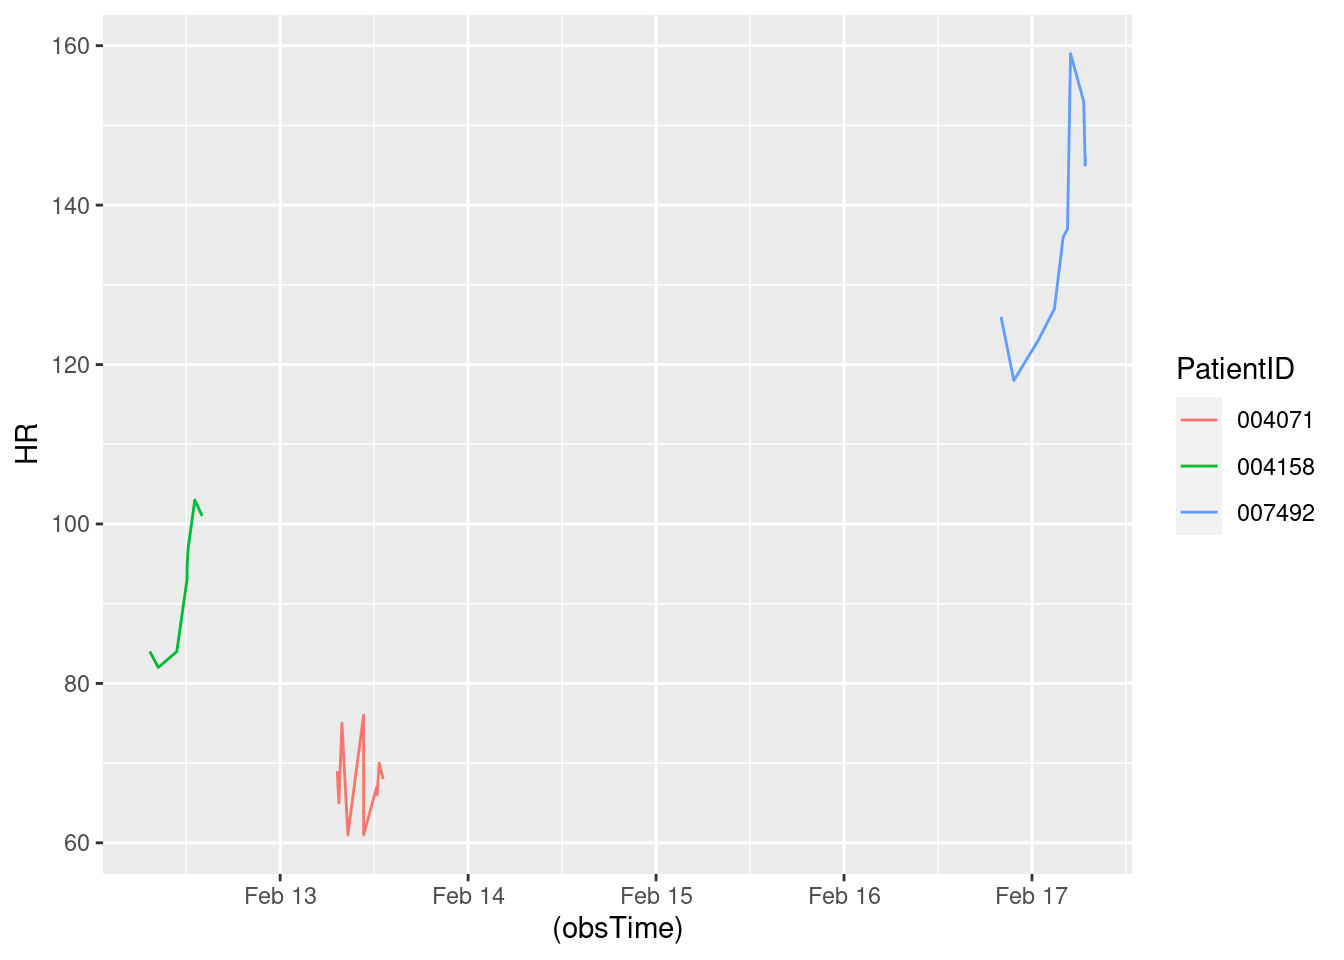 160
140
120
100
80
60
HR
Feb 13
Feb 14
Feb 15
Feb 16
Feb 17
(obsTime)
PatientID
004071
004158
007492